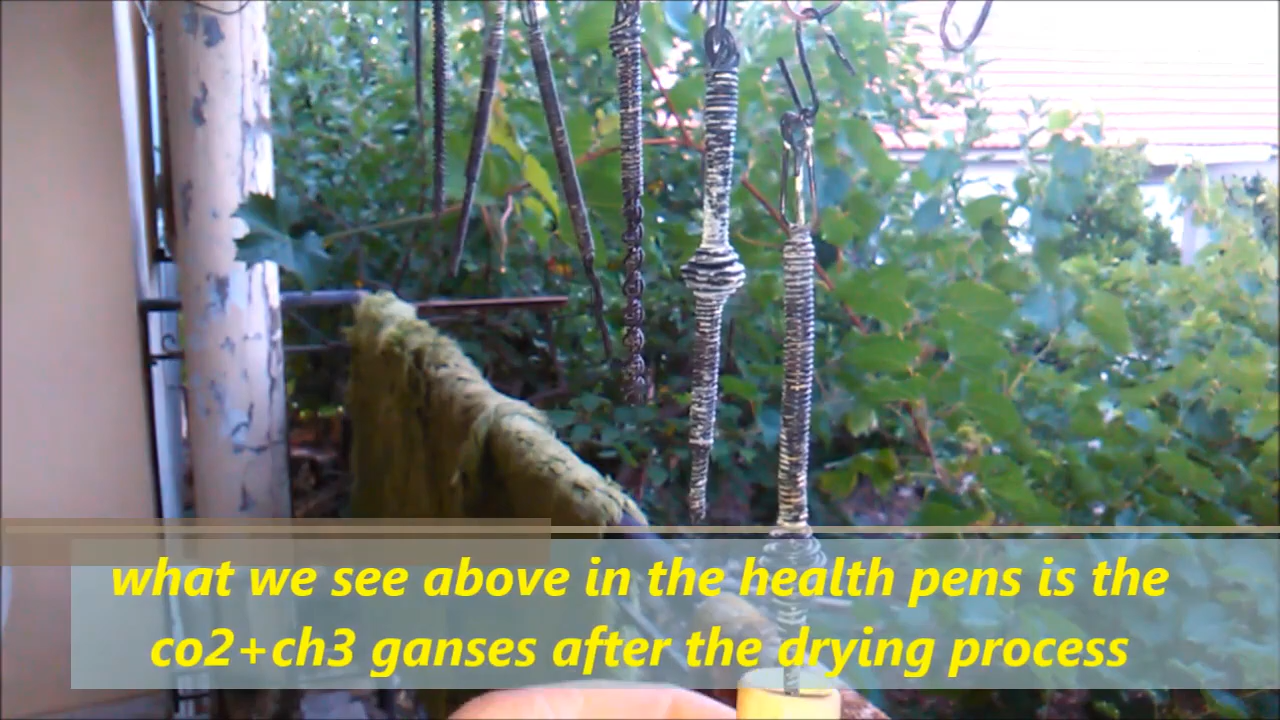 what we see above in the health pens is the
co2+ch3 ganses after the drying process